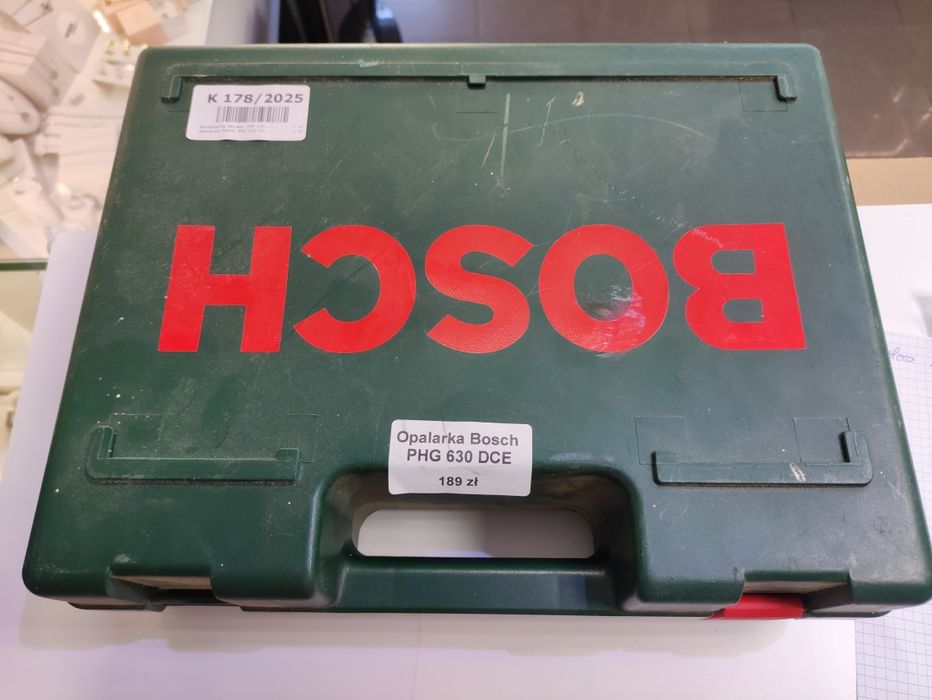 K 178/2025
BOSCH
Opalarka Bosch
PHG 630 DCE
189 zł